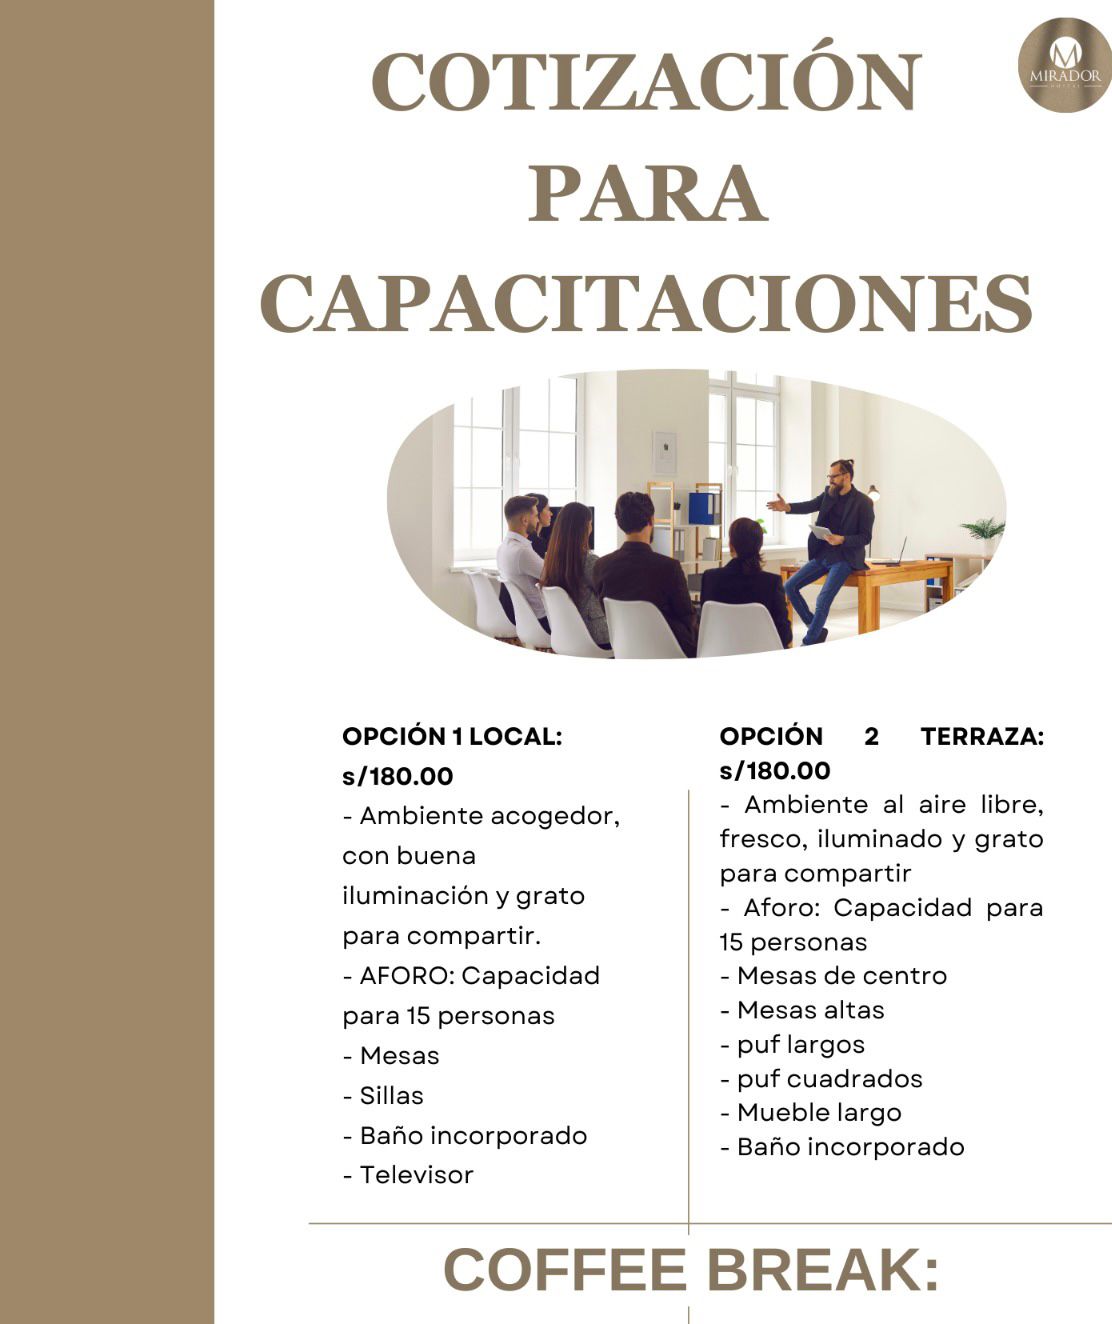 COTIZACIÓN
MIRADOR
PARA
CAPACITACIONES
OPCIÓN 1 LOCAL:
s/180.00
- Ambiente acogedor,
con buena
iluminación y grato
para compartir.
- AFORO: Capacidad
para 15 personas
- Mesas
- Sillas
- Baño incorporado
- Televisor
OPCIÓN 2 TERRAZA:
s/180.00
- Ambiente al aire libre,
fresco, iluminado y grato
para compartir
- Aforo: Capacidad para
15 personas
- Mesas de centro
- Mesas altas
- puf largos
- puf cuadrados
- Mueble largo
- Baño incorporado
COFFEE BREAK: